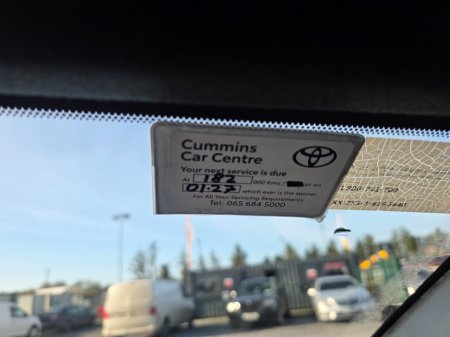 Cummins
Car Centre
Your next service is due
At 182 000 Kms / or on
01-27 which ever is the sooner
For All Your Servicing Requirements
Tel: 065 684 5000